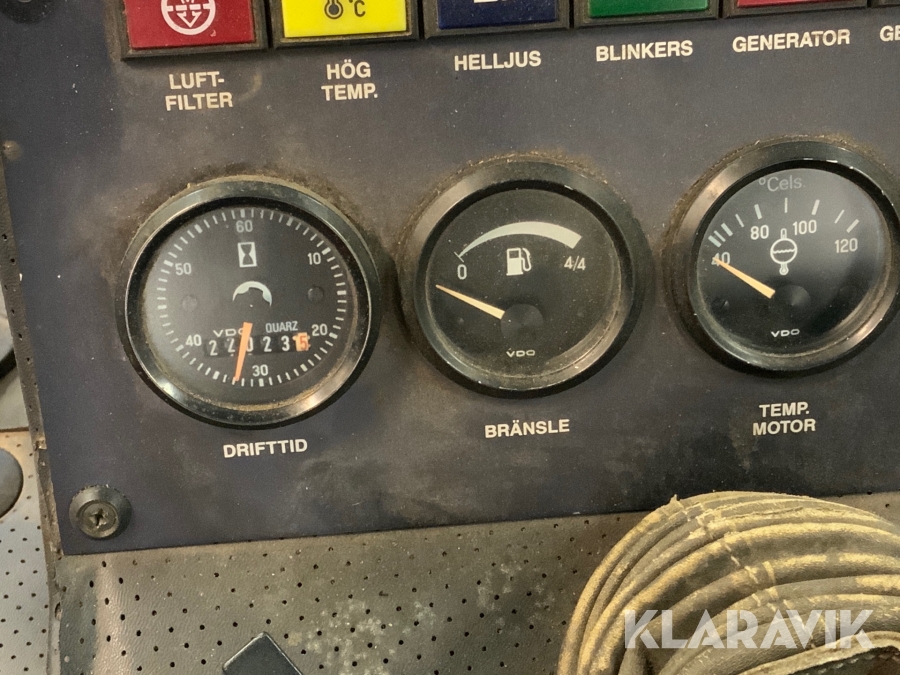 °C
LUFT-
FILTER
HÖG
TEMP.
HELLJUS
BLINKERS
GENERATOR
60
10
50
QUARZ
VDO
40
20
2202315
30
DRIFTTID
0
4/4
VDO
BRÄNSLE
°Cels
40
80
100
120
VDO
TEMP.
MOTOR
KLARAVIK